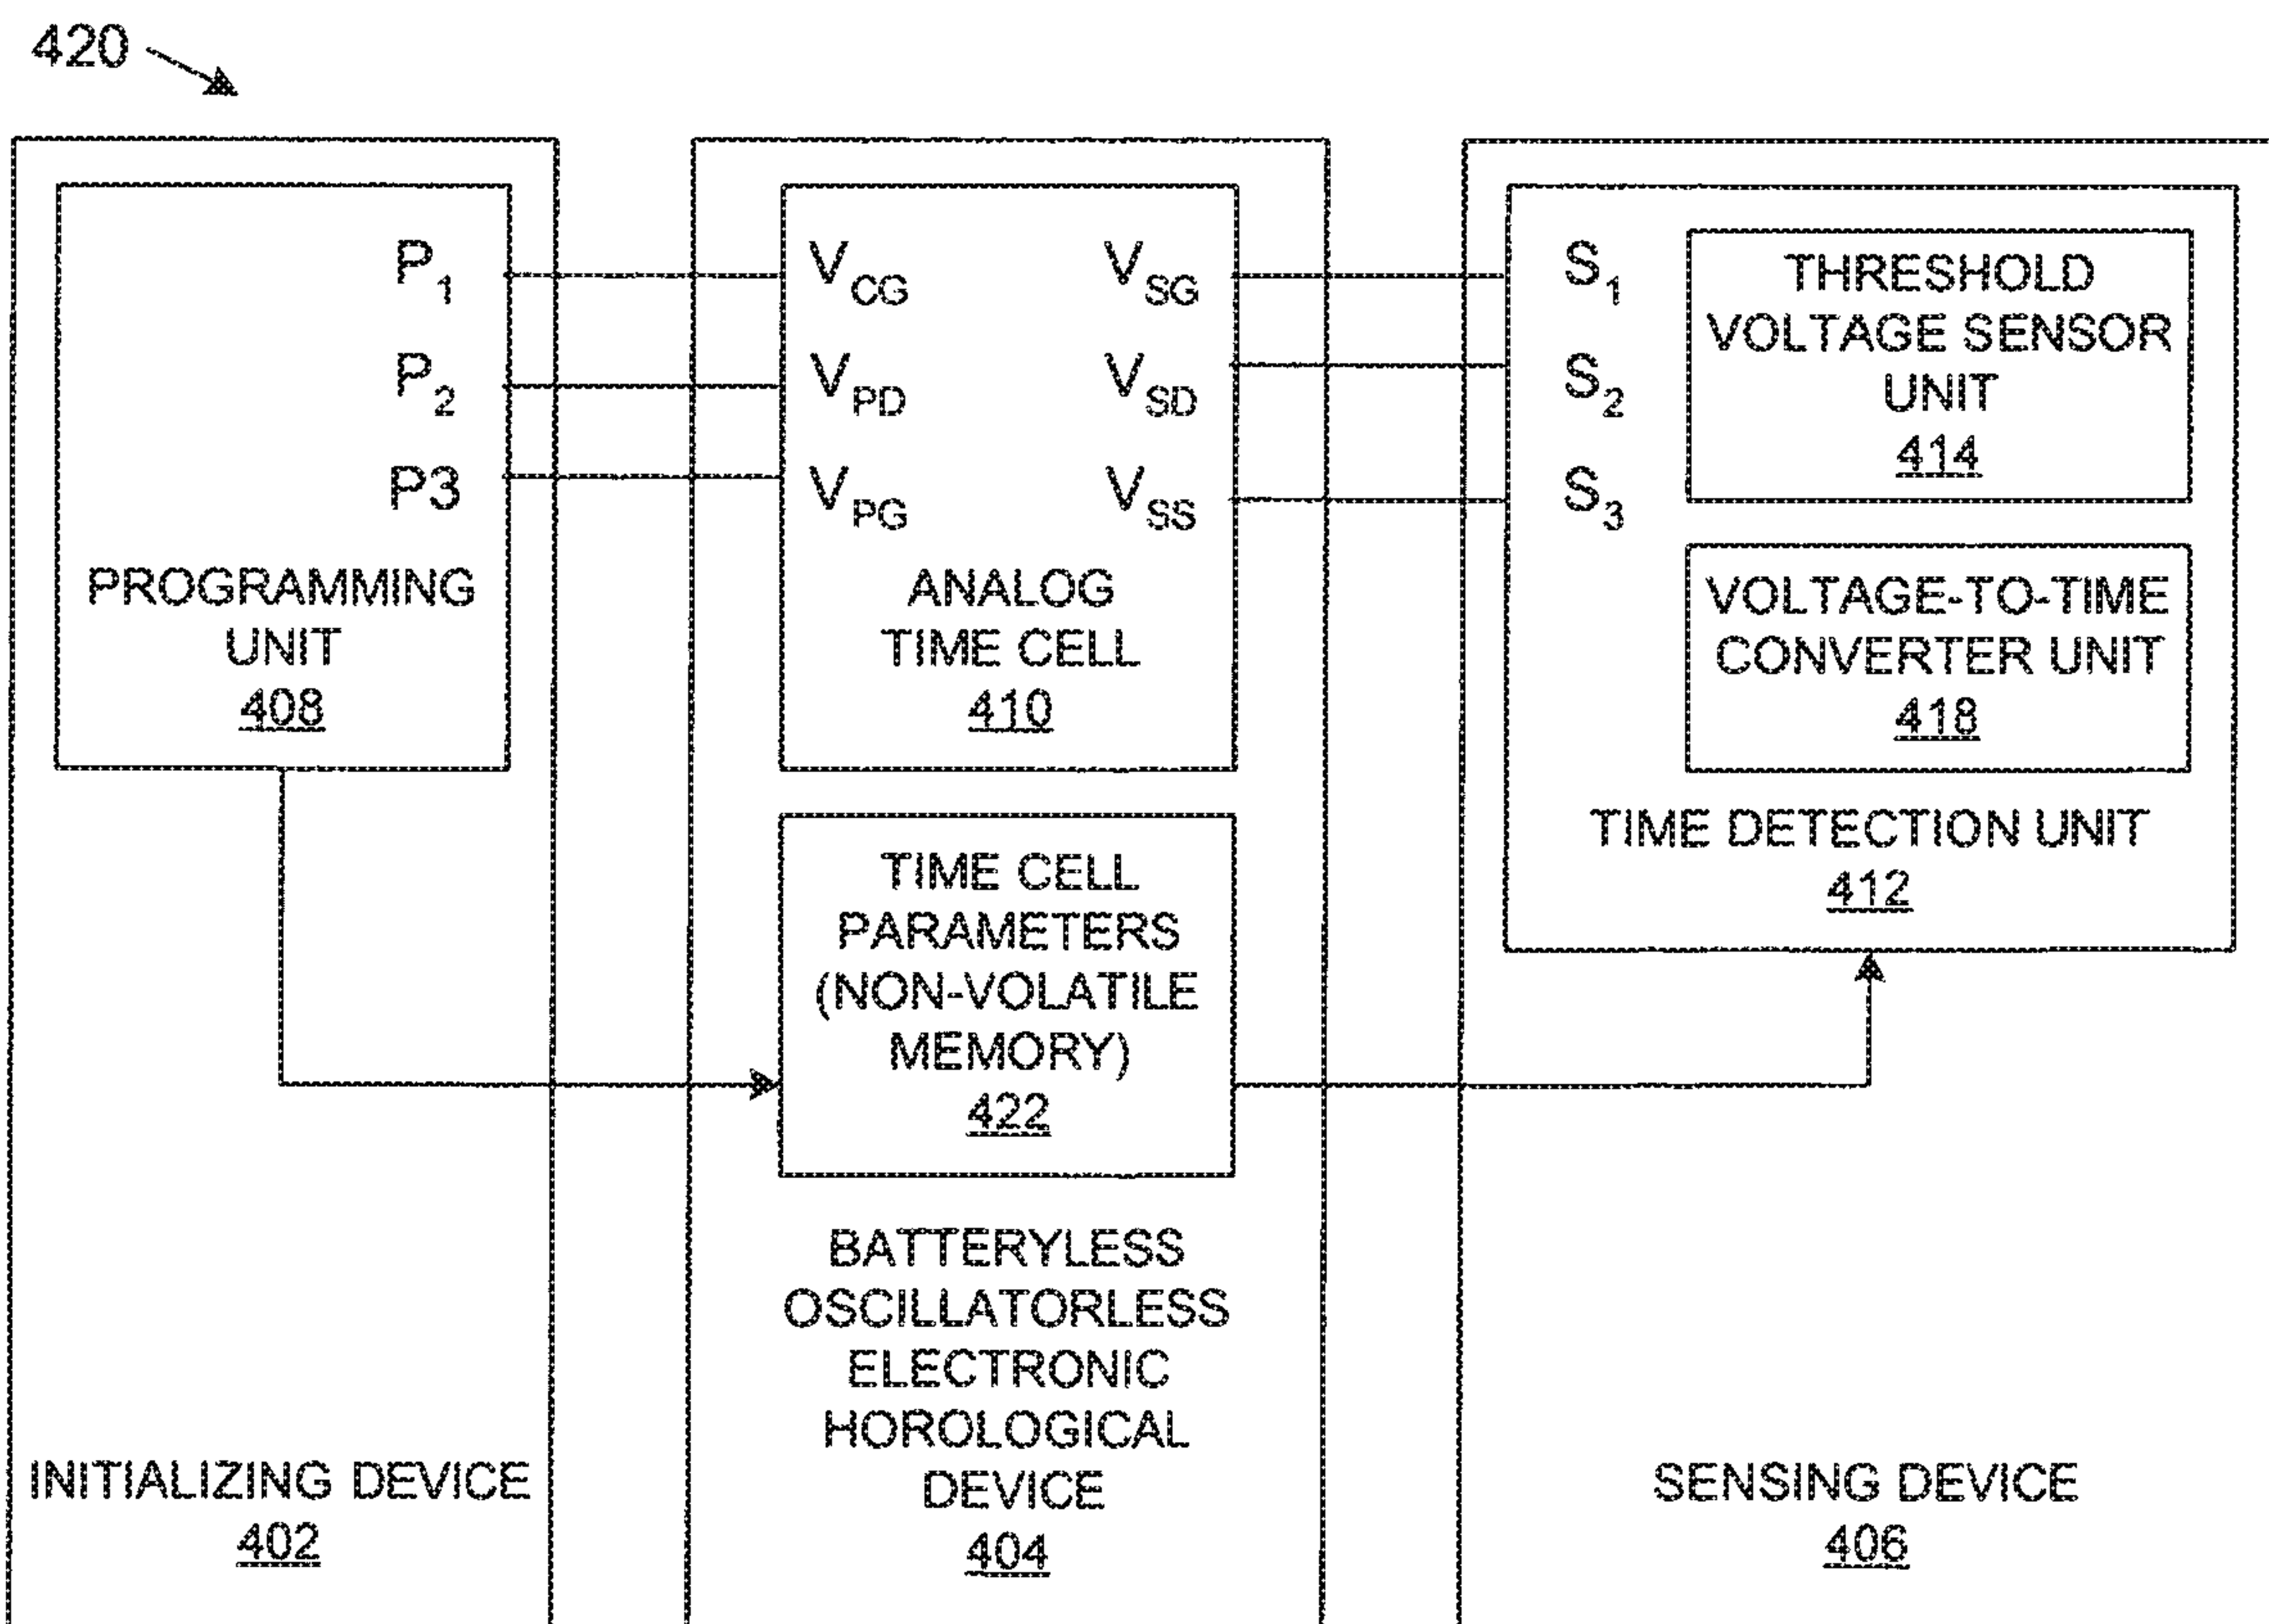 420
P1
P2
P3
PROGRAMMING
UNIT
408
INITIALIZING DEVICE
402
VCG
VPD
VPG
VSG
VSD
VSS
ANALOG
TIME CELL
410
TIME CELL
PARAMETERS
(NON-VOLATILE
MEMORY)
422
BATTERYLESS
OSCILLATORLESS
ELECTRONIC
HOROLOGICAL
DEVICE
404
S1
S2
S3
THRESHOLD
VOLTAGE SENSOR
UNIT
414
VOLTAGE-TO-TIME
CONVERTER UNIT
418
TIME DETECTION UNIT
412
SENSING DEVICE
406